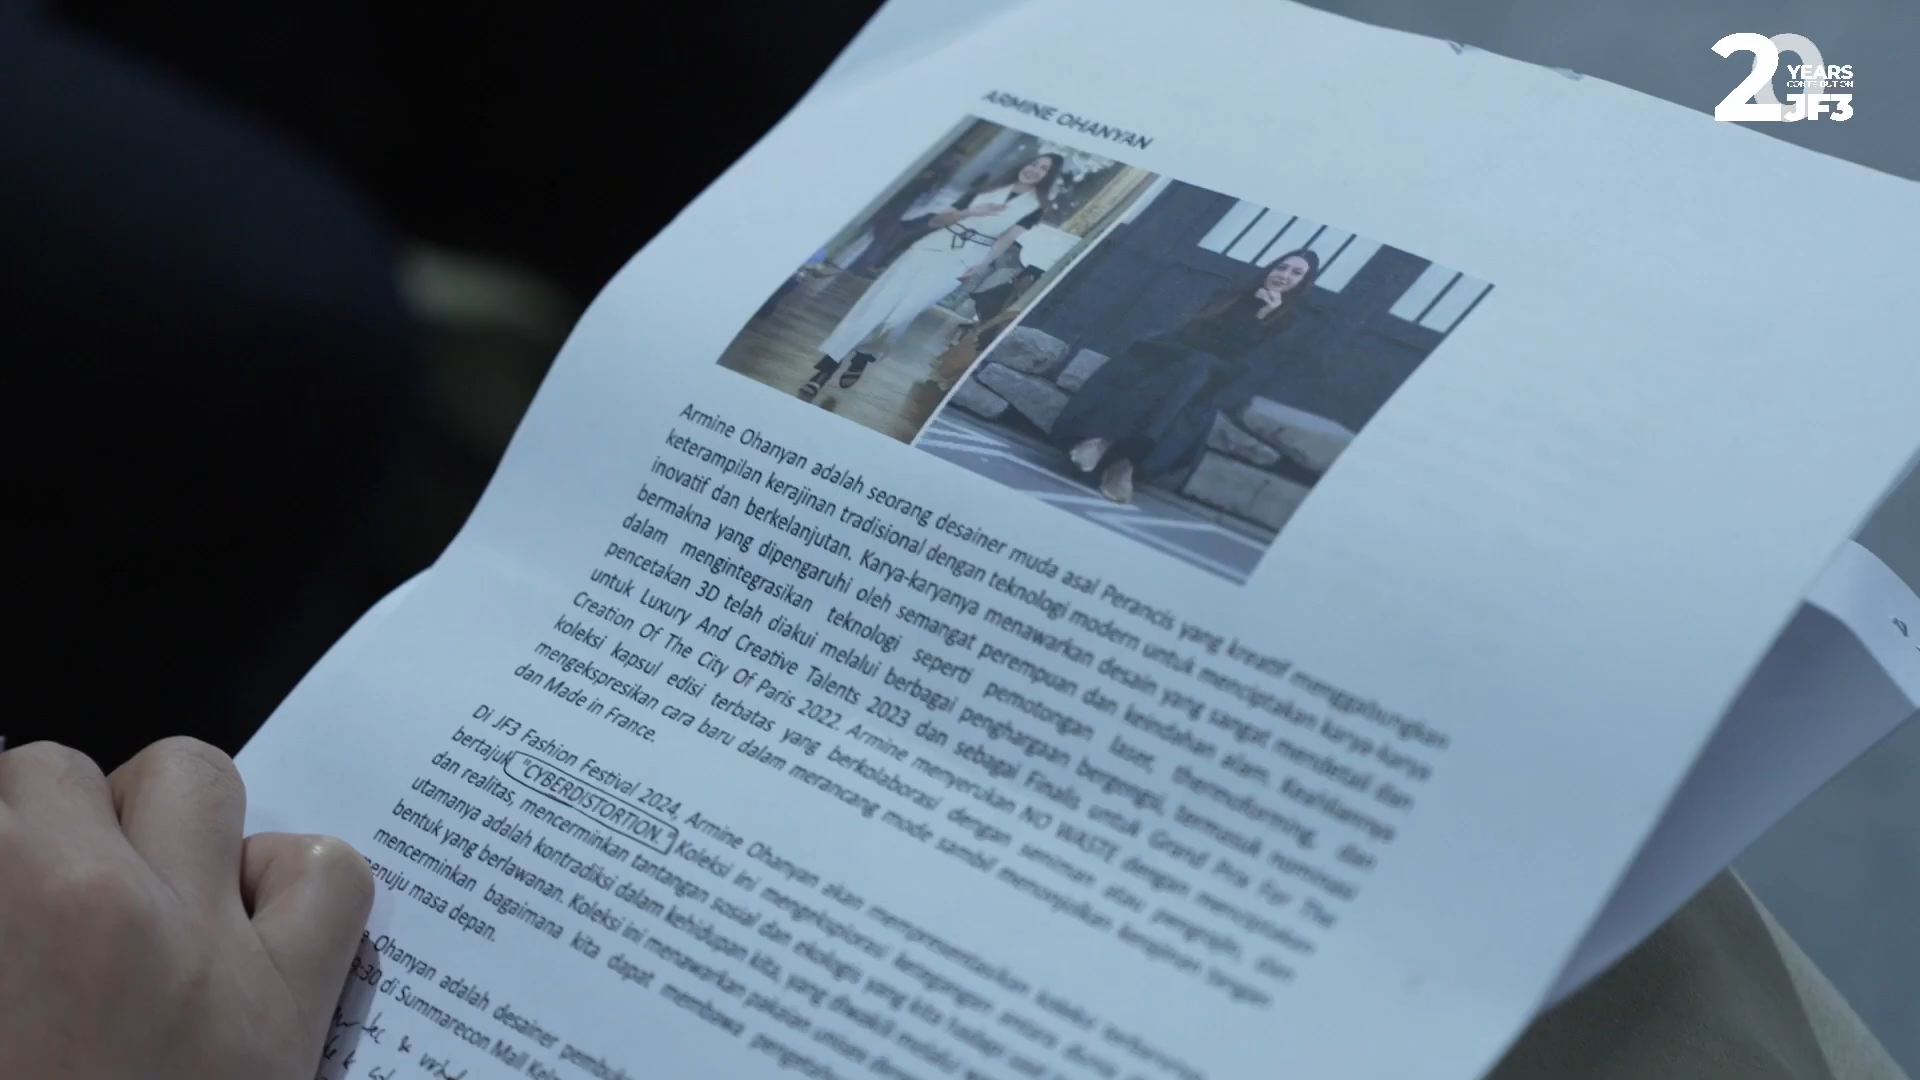 20 YEARS
CONTRIBUTION
JF3
ARMINE OHANYAN
Armine Ohanyan adalah seorang desainer muda asal Perancis yang kreatif menggabungkan
keterampilan kerajinan tradisional dengan teknologi modern untuk menciptakan karya-karya
inovatif dan berkelanjutan. Karya-karyanya menawarkan desain yang sangat mendetail dan
bermakna yang dipengaruhi oleh semangat perempuan dan keindahan alam. Keahliannya
dalam mengintegrasikan teknologi seperti pemotongan laser, thermoforming, dan
pencetakan 3D telah diakui melalui berbagai penghargaan bergengsi, termasuk nominasi
untuk Luxury And Creative Talents 2023 dan sebagai Finalis untuk Grand Prix For The
Creation Of The City Of Paris 2022. Armine menyerukan NO WASTE dengan menciptakan
koleksi kapsul edisi terbatas yang berkolaborasi dengan seniman atau pengrajin, dan
mengekspresikan cara baru dalam merancang mode sambil menonjolkan kerajinan tangan
dan Made in France.
Di JF3 Fashion Festival 2024, Armine Ohanyan akan mempresentasikan koleksi terbarunya
bertajuk "CYBERDISTORTION." Koleksi ini mengeksplorasi ketegangan antara dunia
dan realitas, mencerminkan tantangan sosial dan ekologis yang kita hadapi saat
utamanya adalah kontradiksi dalam kehidupan kita, yang diwakili melalui
bentuk yang berlawanan. Koleksi ini menawarkan pakaian unisex
mencerminkan bagaimana kita dapat membawa
menuju masa depan.
Ohanyan adalah desainer pembuka
:30 di Summarecon Mall